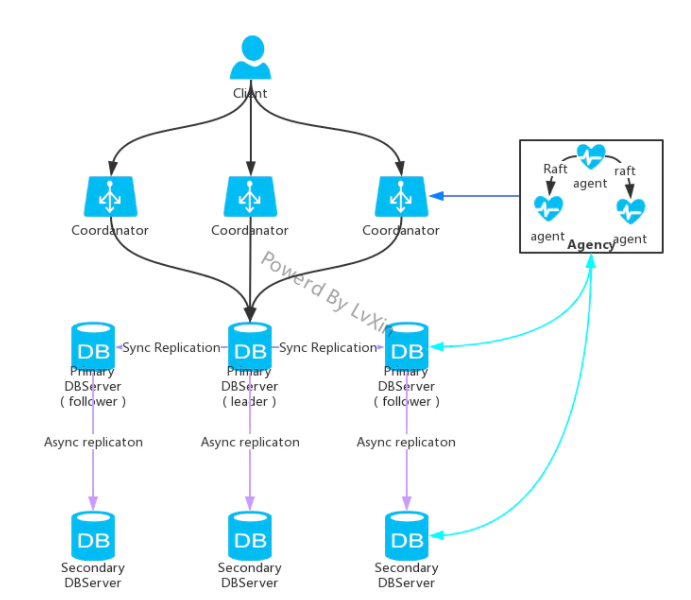 Client
Raft
raft
agent
agent
agent
Agency
Coordanator
Coordanator
Coordanator
Powerd By LvXin
DB
Sync Replication
DB
Sync Replication
DB
Primary
DBServer
( follower )
Primary
DBServer
( leader )
Primary
DBServer
( follower )
Async replicaton
Async replicaton
Async replicaton
DB
DB
DB
Secondary
DBServer
Secondary
DBServer
Secondary
DBServer